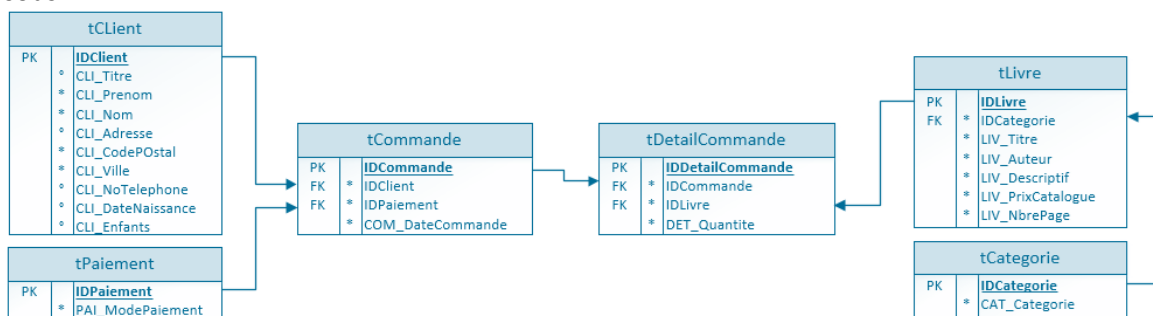 tCLient
PK IDClient
° CLI_Titre
* CLI_Prenom
* CLI_Nom
° CLI_Adresse
* CLI_CodePOstal
* CLI_Ville
° CLI_NoTelephone
° CLI_DateNaissance
° CLI_Enfants
tPaiement
PK IDPaiement
* PAI_ModePaiement
tCommande
PK IDCommande
FK * IDClient
FK * IDPaiement
* COM_DateCommande
tDetailCommande
PK IDDetailCommande
FK * IDCommande
FK * IDLivre
* DET_Quantite
tLivre
PK IDLivre
FK * IDCategorie
* LIV_Titre
* LIV_Auteur
* LIV_Descriptif
* LIV_PrixCatalogue
* LIV_NbrePage
tCategorie
PK IDCategorie
* CAT_Categorie